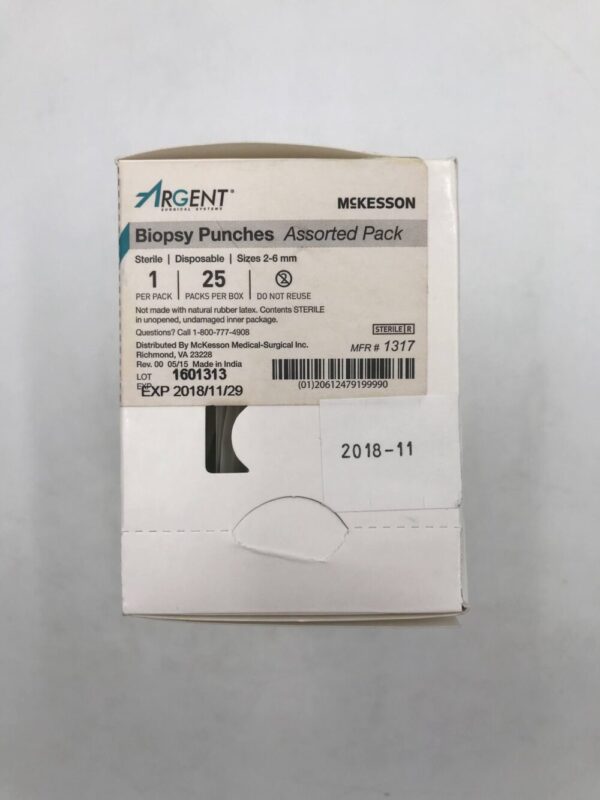 ARGENT®
SURGICAL SYSTEMS
MCKESSON
Biopsy Punches Assorted Pack
Sterile | Disposable | Sizes 2-6 mm
1 | 25 | 2
PER PACK | PACKS PER BOX | DO NOT REUSE
Not made with natural rubber latex. Contents STERILE
in unopened, undamaged inner package.
Questions? Call 1-800-777-4908
STERILE R
Distributed By McKesson Medical-Surgical Inc.
Richmond, VA 23228
MFR # 1317
Rev. 00 05/15 Made in India
LOT 1601313
EXP
EXP 2018/11/29
(01)20612479199990
2018-11